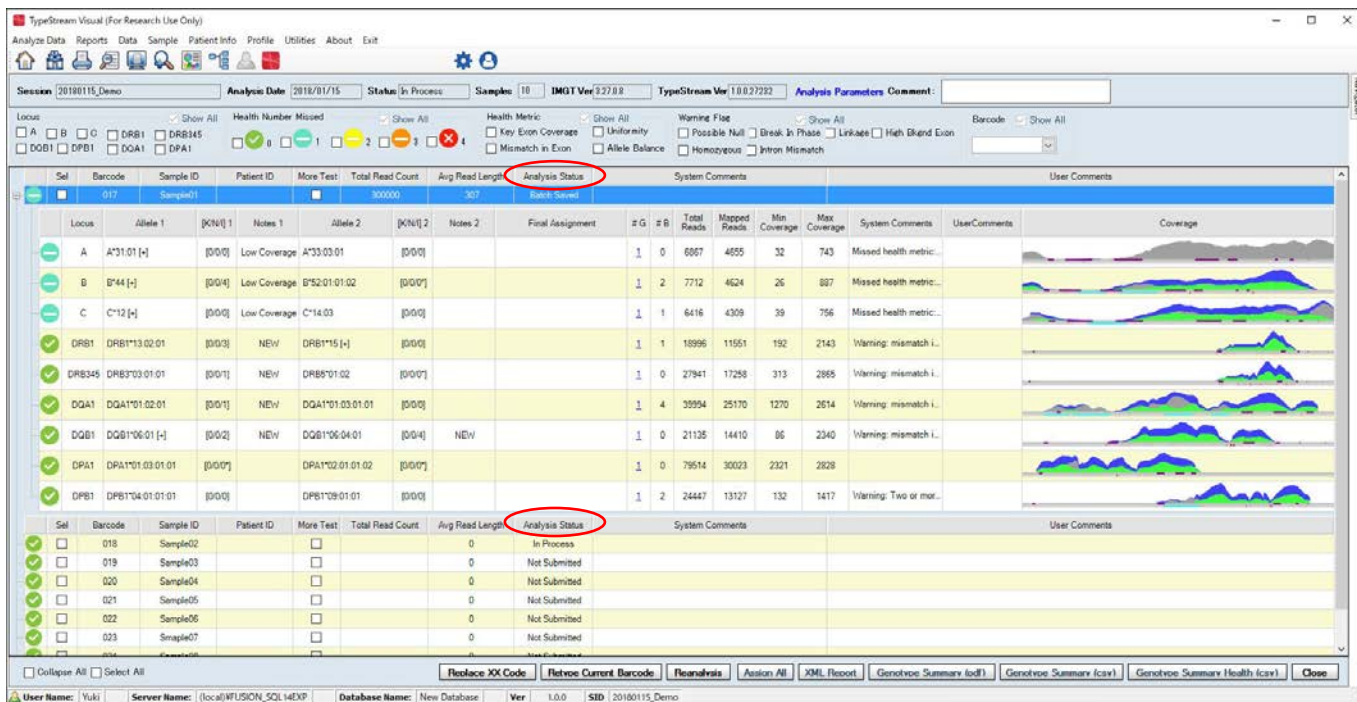 TypeStream Visual (For Research Use Only)
Analyze Data Reports Data Sample Patient Info Profile Utilities About Exit
Session 20180115_Demo Analysis Date 2018/01/15 Status In Process Samples 10 IMGT Ver 3.27.0.8 TypeStream Ver 1.0.0.27232 Analysis Parameters Comment:
Locus Show All Health Number Missed Show All Health Metric Show All Warning Flag Show All Barcode Show All
A B C DRB1 DRB345 0 1 2 3 4 Key Exon Coverage Uniformity Possible Null Break In Phase Linkage High Bkgnd Exon
DQB1 DPB1 DQA1 DPA1 Mismatch in Exon Allele Balance Homozygous Intron Mismatch
Sel Barcode Sample ID Patient ID More Test Total Read Count Avg Read Length Analysis Status System Comments User Comments
017 Sample01 300000 307 Batch Saved
Locus Allele 1 [K/N/I] 1 Notes 1 Allele 2 [K/N/I] 2 Notes 2 Final Assignment # G # B Total Reads Mapped Reads Min Coverage Max Coverage System Comments UserComments Coverage
A A*31:01 [+] [0/0/0] Low Coverage A*33:03:01 [0/0/0] 1 0 6867 4655 32 743 Missed health metric:...
B B*44 [+] [0/0/4] Low Coverage B*52:01:01:02 [0/0/0*] 1 2 7712 4624 26 887 Missed health metric:...
C C*12 [+] [0/0/0] Low Coverage C*14:03 [0/0/0] 1 1 6416 4309 39 756 Missed health metric:...
DRB1 DRB1*13:02:01 [0/0/3] NEW DRB1*15 [+] [0/0/0] 1 1 18996 11551 192 2143 Warning: mismatch i...
DRB345 DRB3*03:01:01 [0/0/1] NEW DRB5*01:02 [0/0/0*] 1 0 27941 17258 313 2865 Warning: mismatch i...
DQA1 DQA1*01:02:01 [0/0/1] NEW DQA1*01:03:01:01 [0/0/0] 1 4 39994 25170 1270 2614 Warning: mismatch i...
DQB1 DQB1*06:01 [+] [0/0/2] NEW DQB1*06:04:01 [0/0/4] NEW 1 0 21135 14410 86 2340 Warning: mismatch i...
DPA1 DPA1*01:03:01:01 [0/0/0*] DPA1*02:01:01:02 [0/0/0*] 1 0 79514 30023 2321 2828
DPB1 DPB1*04:01:01:01 [0/0/0] DPB1*09:01:01 [0/0/0] 1 2 24447 13127 132 1417 Warning: Two or mor...
Sel Barcode Sample ID Patient ID More Test Total Read Count Avg Read Length Analysis Status System Comments User Comments
018 Sample02 0 In Process
019 Sample03 0 Not Submitted
020 Sample04 0 Not Submitted
021 Sample05 0 Not Submitted
022 Sample06 0 Not Submitted
023 Smaple07 0 Not Submitted
Collapse All Select All Replace XX Code Retype Current Barcode Reanalysis Assign All XML Report Genotype Summary (pdf) Genotype Summary (csv) Genotype Summary Health (csv) Close
User Name: Yuki Server Name: (local)¥FUSION_SQL14EXP Database Name: New Database Ver 1.0.0 SID 20180115_Demo